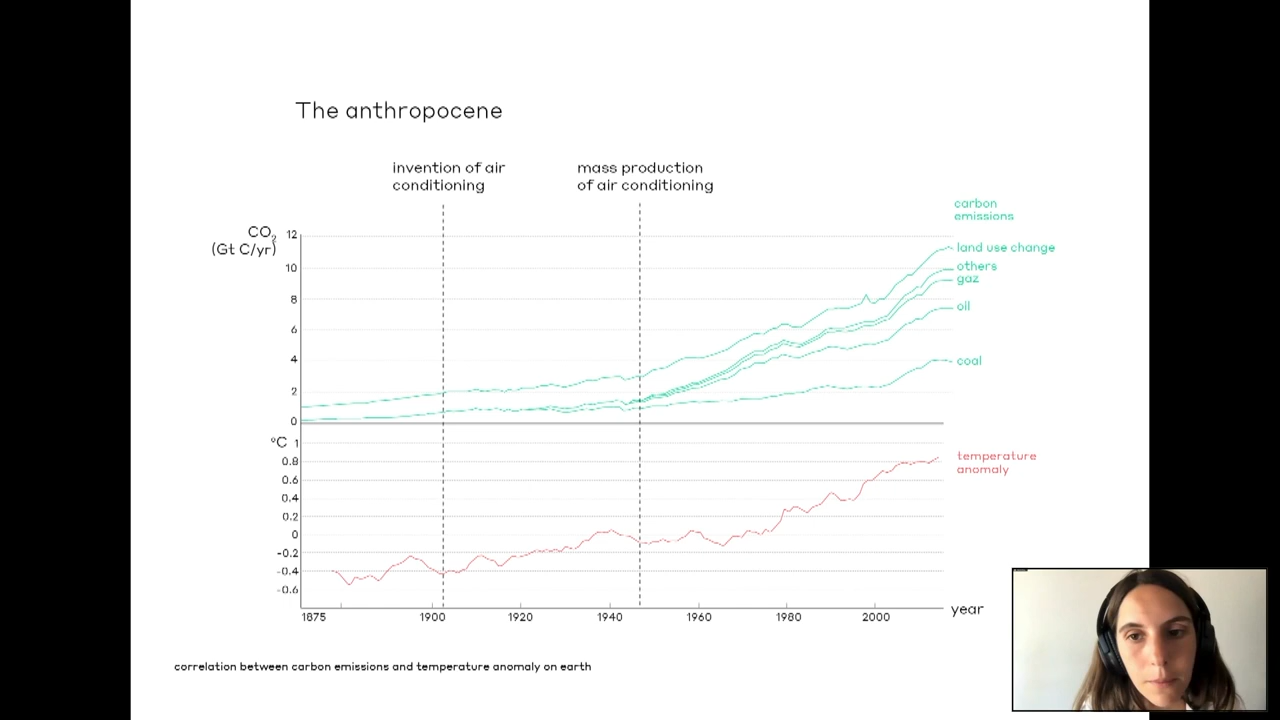 The anthropocene
invention of air
conditioning
mass production
of air conditioning
carbon
emissions
CO2
(Gt C/yr)
12
10
8
6
4
2
0
land use change
others
gaz
oil
coal
°C
1
0.8
0.6
0.4
0.2
0
-0.2
-0.4
-0.6
temperature
anomaly
1875
1900
1920
1940
1960
1980
2000
year
correlation between carbon emissions and temperature anomaly on earth